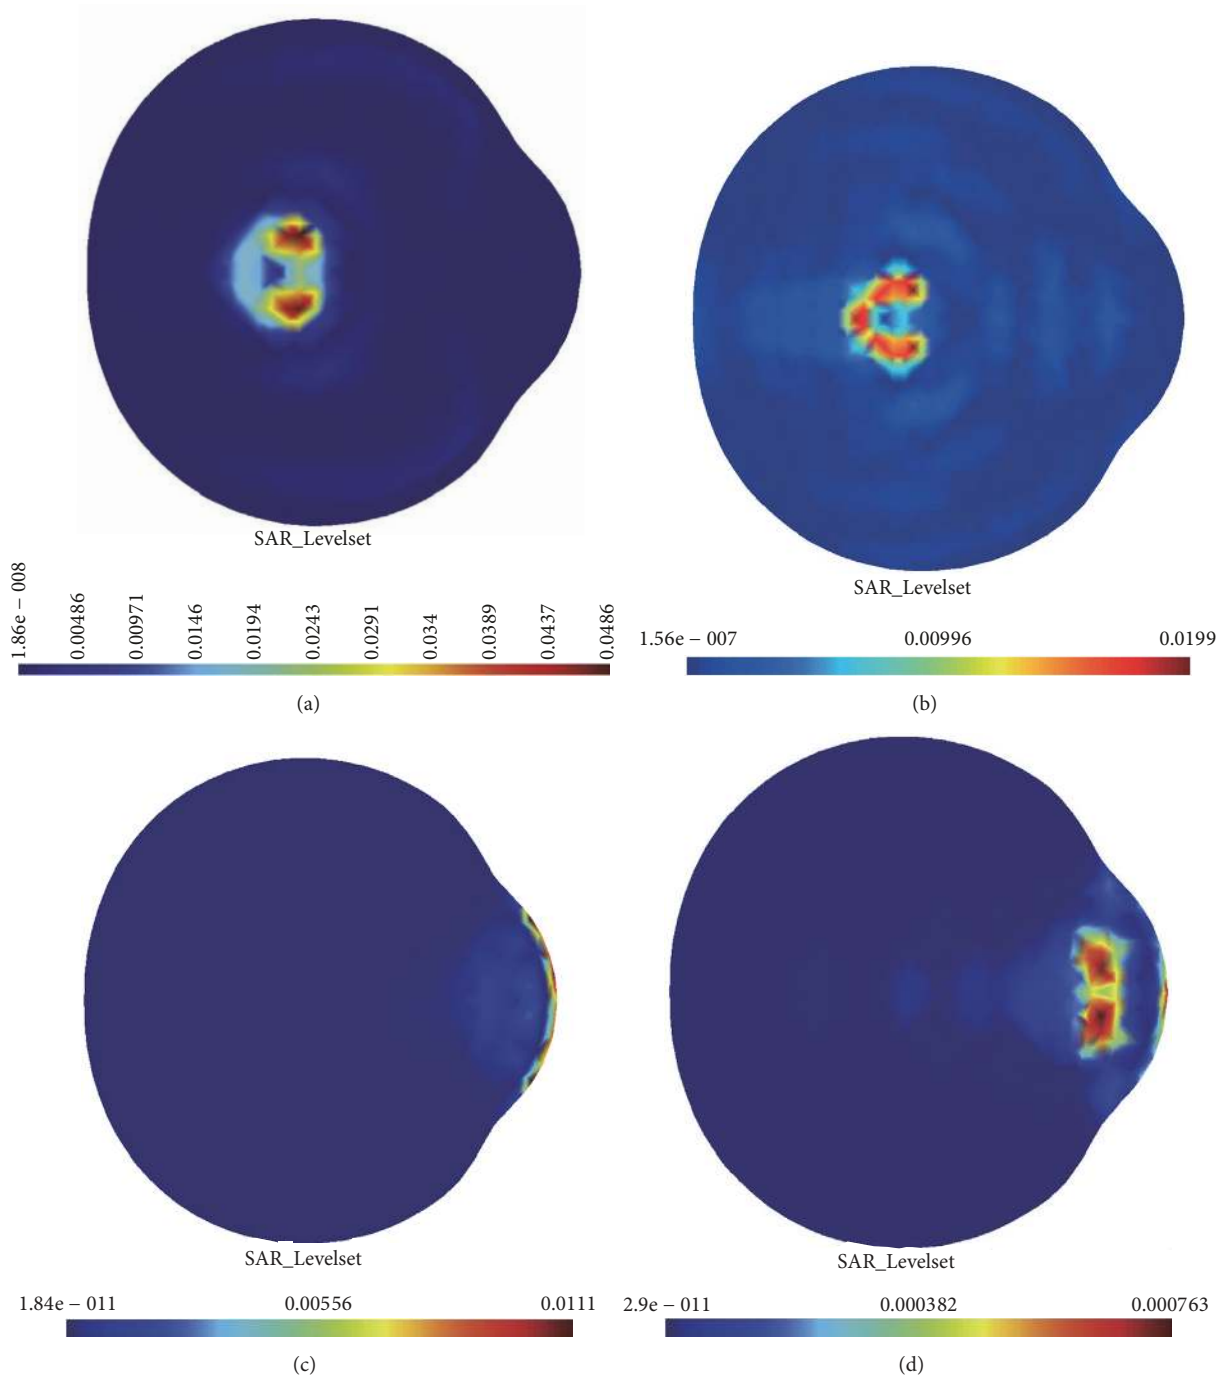 SAR_Levelset
1.86e − 008
0.00486
0.00971
0.0146
0.0194
0.0243
0.0291
0.034
0.0389
0.0437
0.0486
(a)
SAR_Levelset
1.56e − 007 0.00996 0.0199
(b)
SAR_Levelset
1.84e − 011 0.00556 0.0111
(c)
SAR_Levelset
2.9e − 011 0.000382 0.000763
(d)